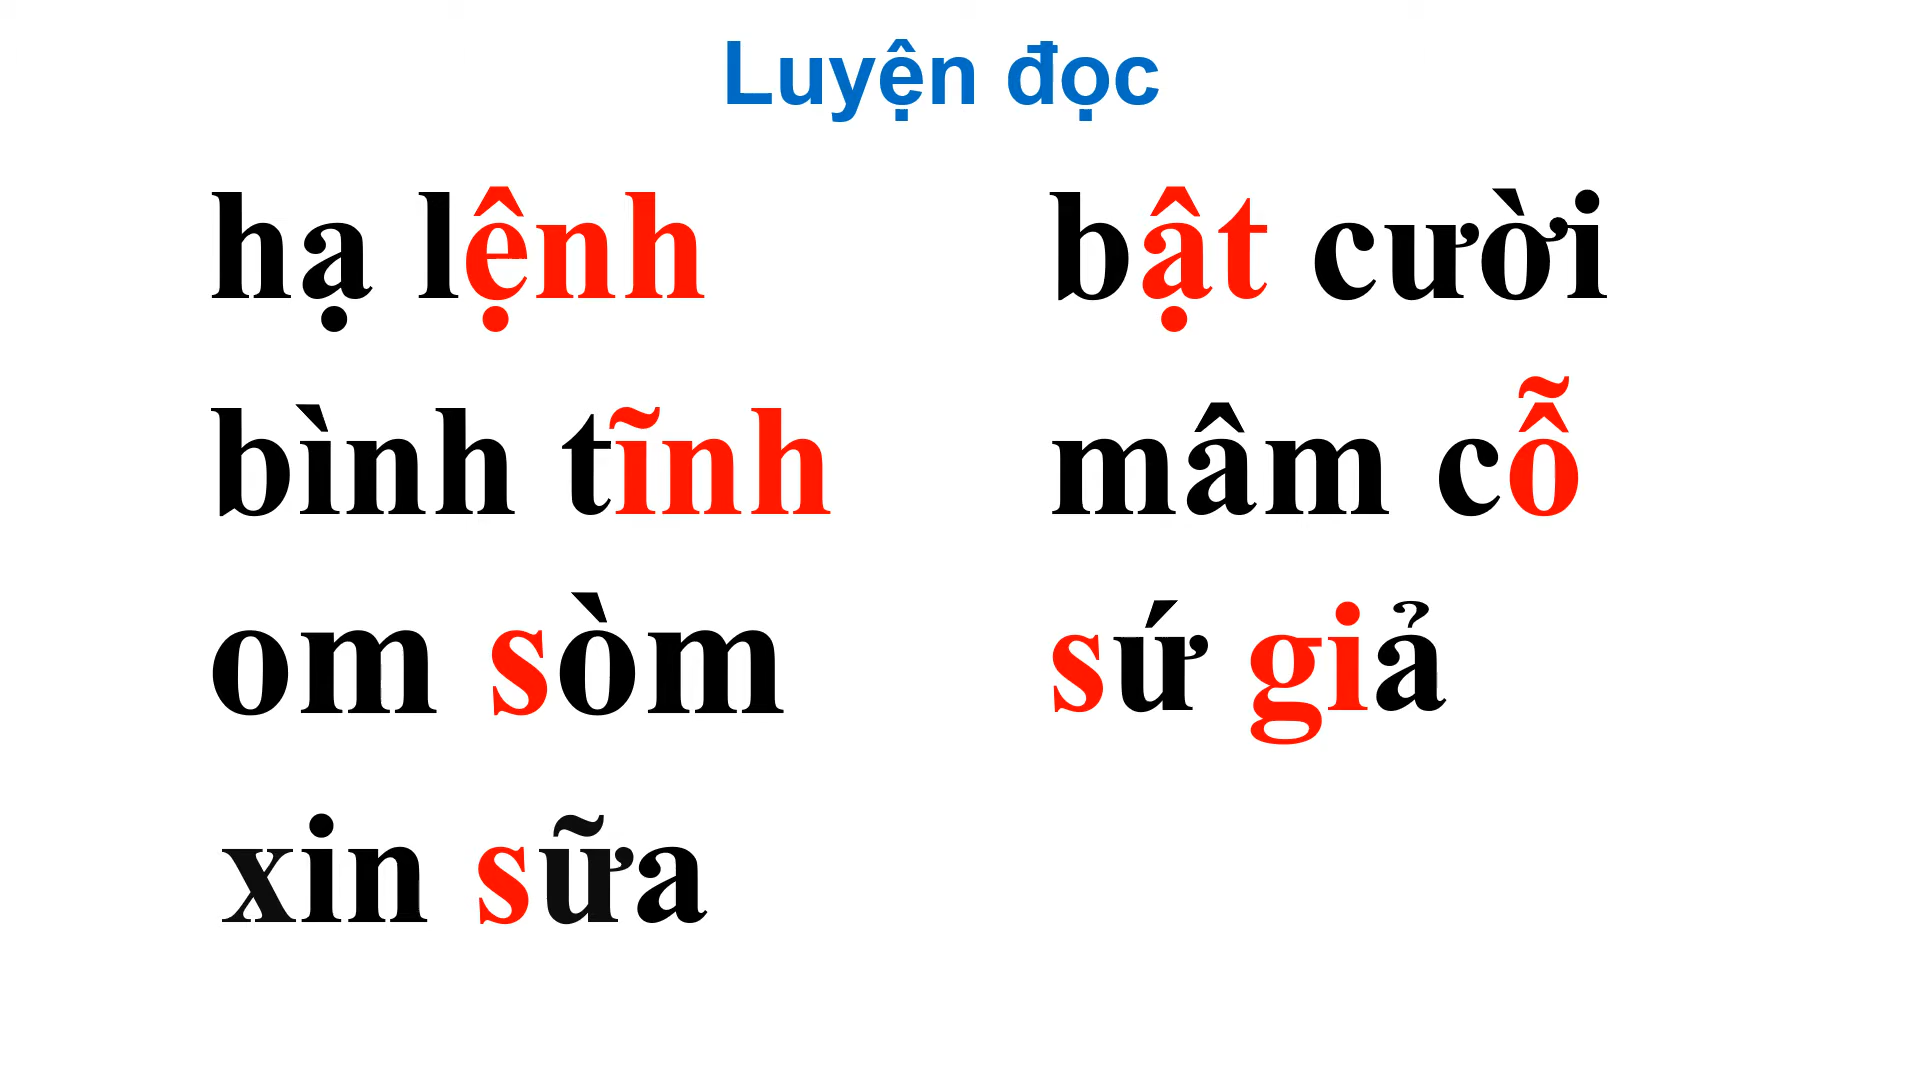 Luyện đọc
hạ lệnh
bật cười
bình tĩnh
mâm cỗ
om sòm
sứ giả
xin sữa